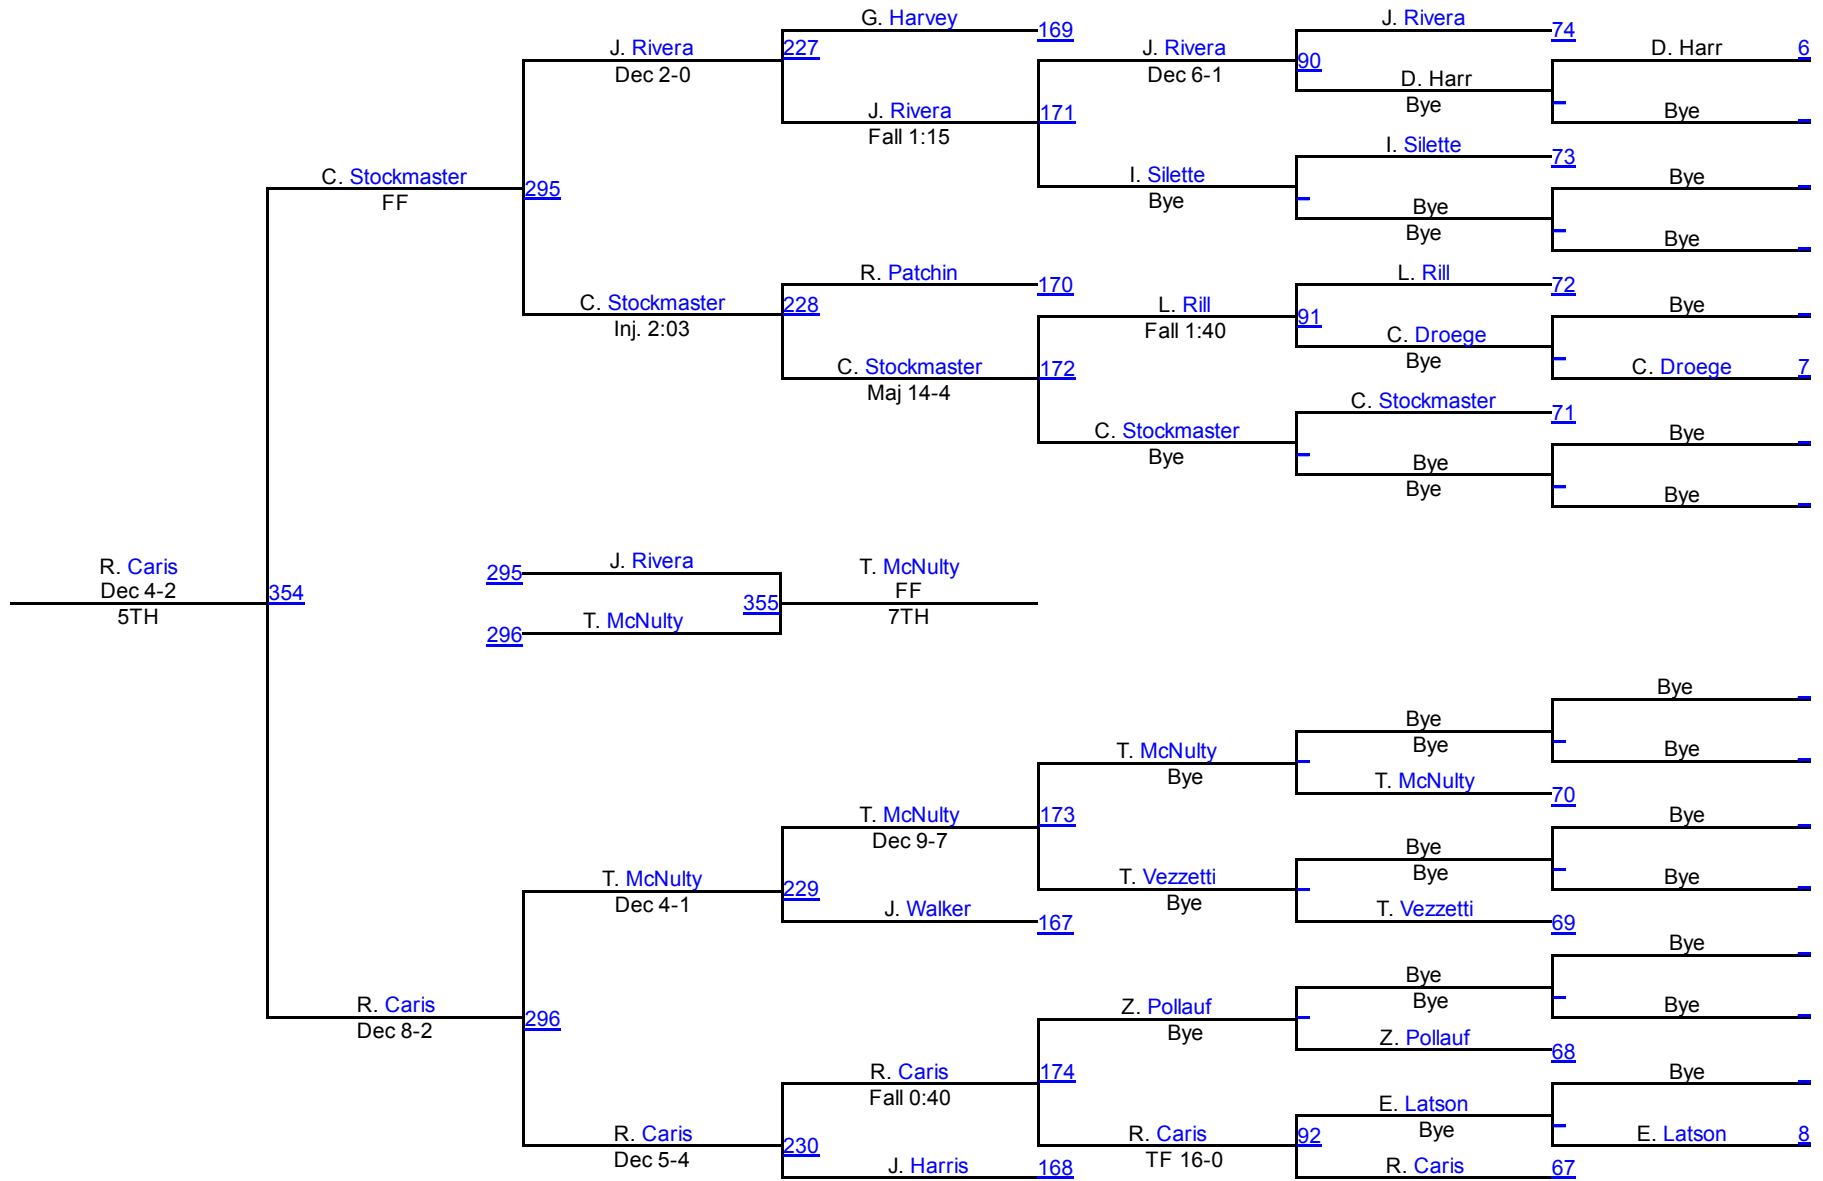 G. Harvey 169
J. Rivera 74
J. Rivera
Dec 2-0
227
J. Rivera
Dec 6-1
90
D. Harr 6
D. Harr
Bye
J. Rivera
Fall 1:15
171
Bye
I. Silette 73
C. Stockmaster
FF
295
I. Silette
Bye
Bye
Bye
Bye
Bye
R. Patchin 170
L. Rill 72
C. Stockmaster
Inj. 2:03
228
L. Rill
Fall 1:40
91
Bye
C. Droege
Bye
C. Stockmaster
Maj 14-4
172
C. Droege 7
C. Stockmaster 71
C. Stockmaster
Bye
Bye
Bye
Bye
Bye
R. Caris
Dec 4-2
5TH
354
295 J. Rivera
355
296 T. McNulty
T. McNulty
FF
7TH
Bye
Bye
Bye
T. McNulty
Bye
Bye
T. McNulty 70
T. McNulty
Dec 9-7
173
Bye
Bye
Bye
T. McNulty
Dec 4-1
229
T. Vezzetti
Bye
Bye
J. Walker 167
T. Vezzetti 69
Bye
Bye
Bye
R. Caris
Dec 8-2
296
Z. Pollauf
Bye
Bye
Z. Pollauf 68
R. Caris
Fall 0:40
174
Bye
E. Latson
Bye
R. Caris
Dec 5-4
230
R. Caris
TF 16-0
92
E. Latson 8
J. Harris 168
R. Caris 67